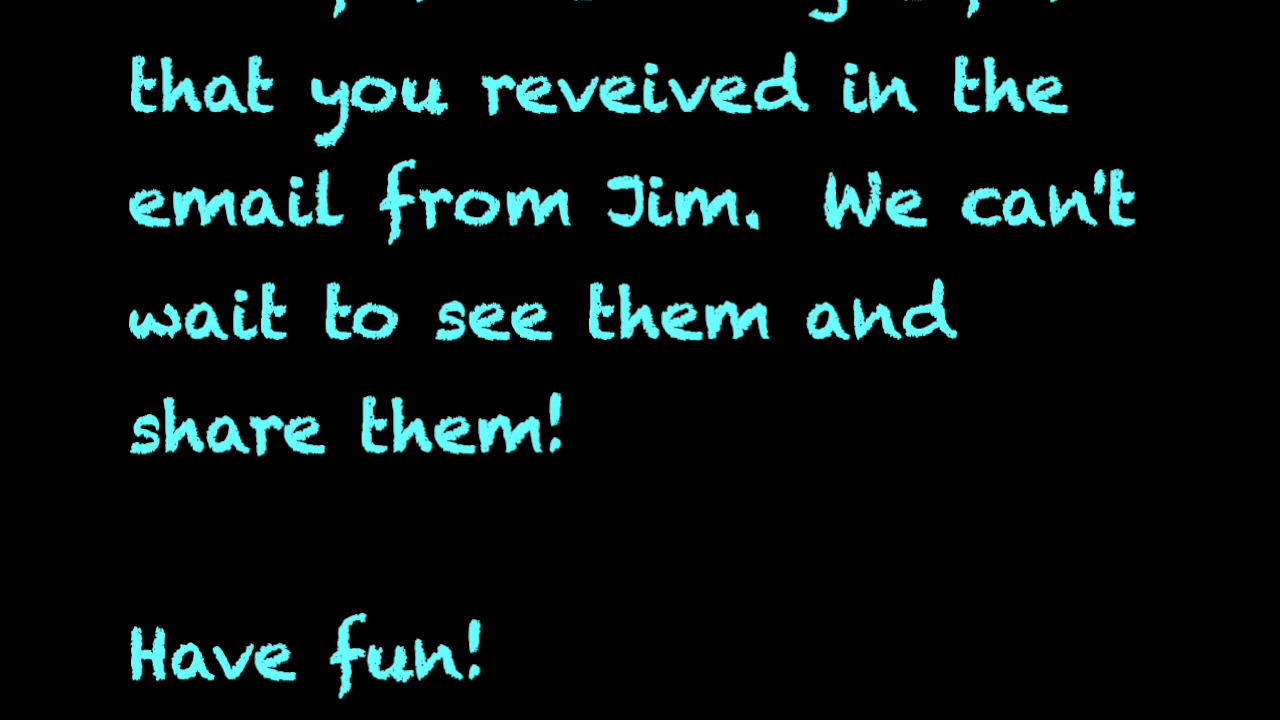 that you reveived in the
email from Jim.  We can't
wait to see them and
share them!
Have fun!